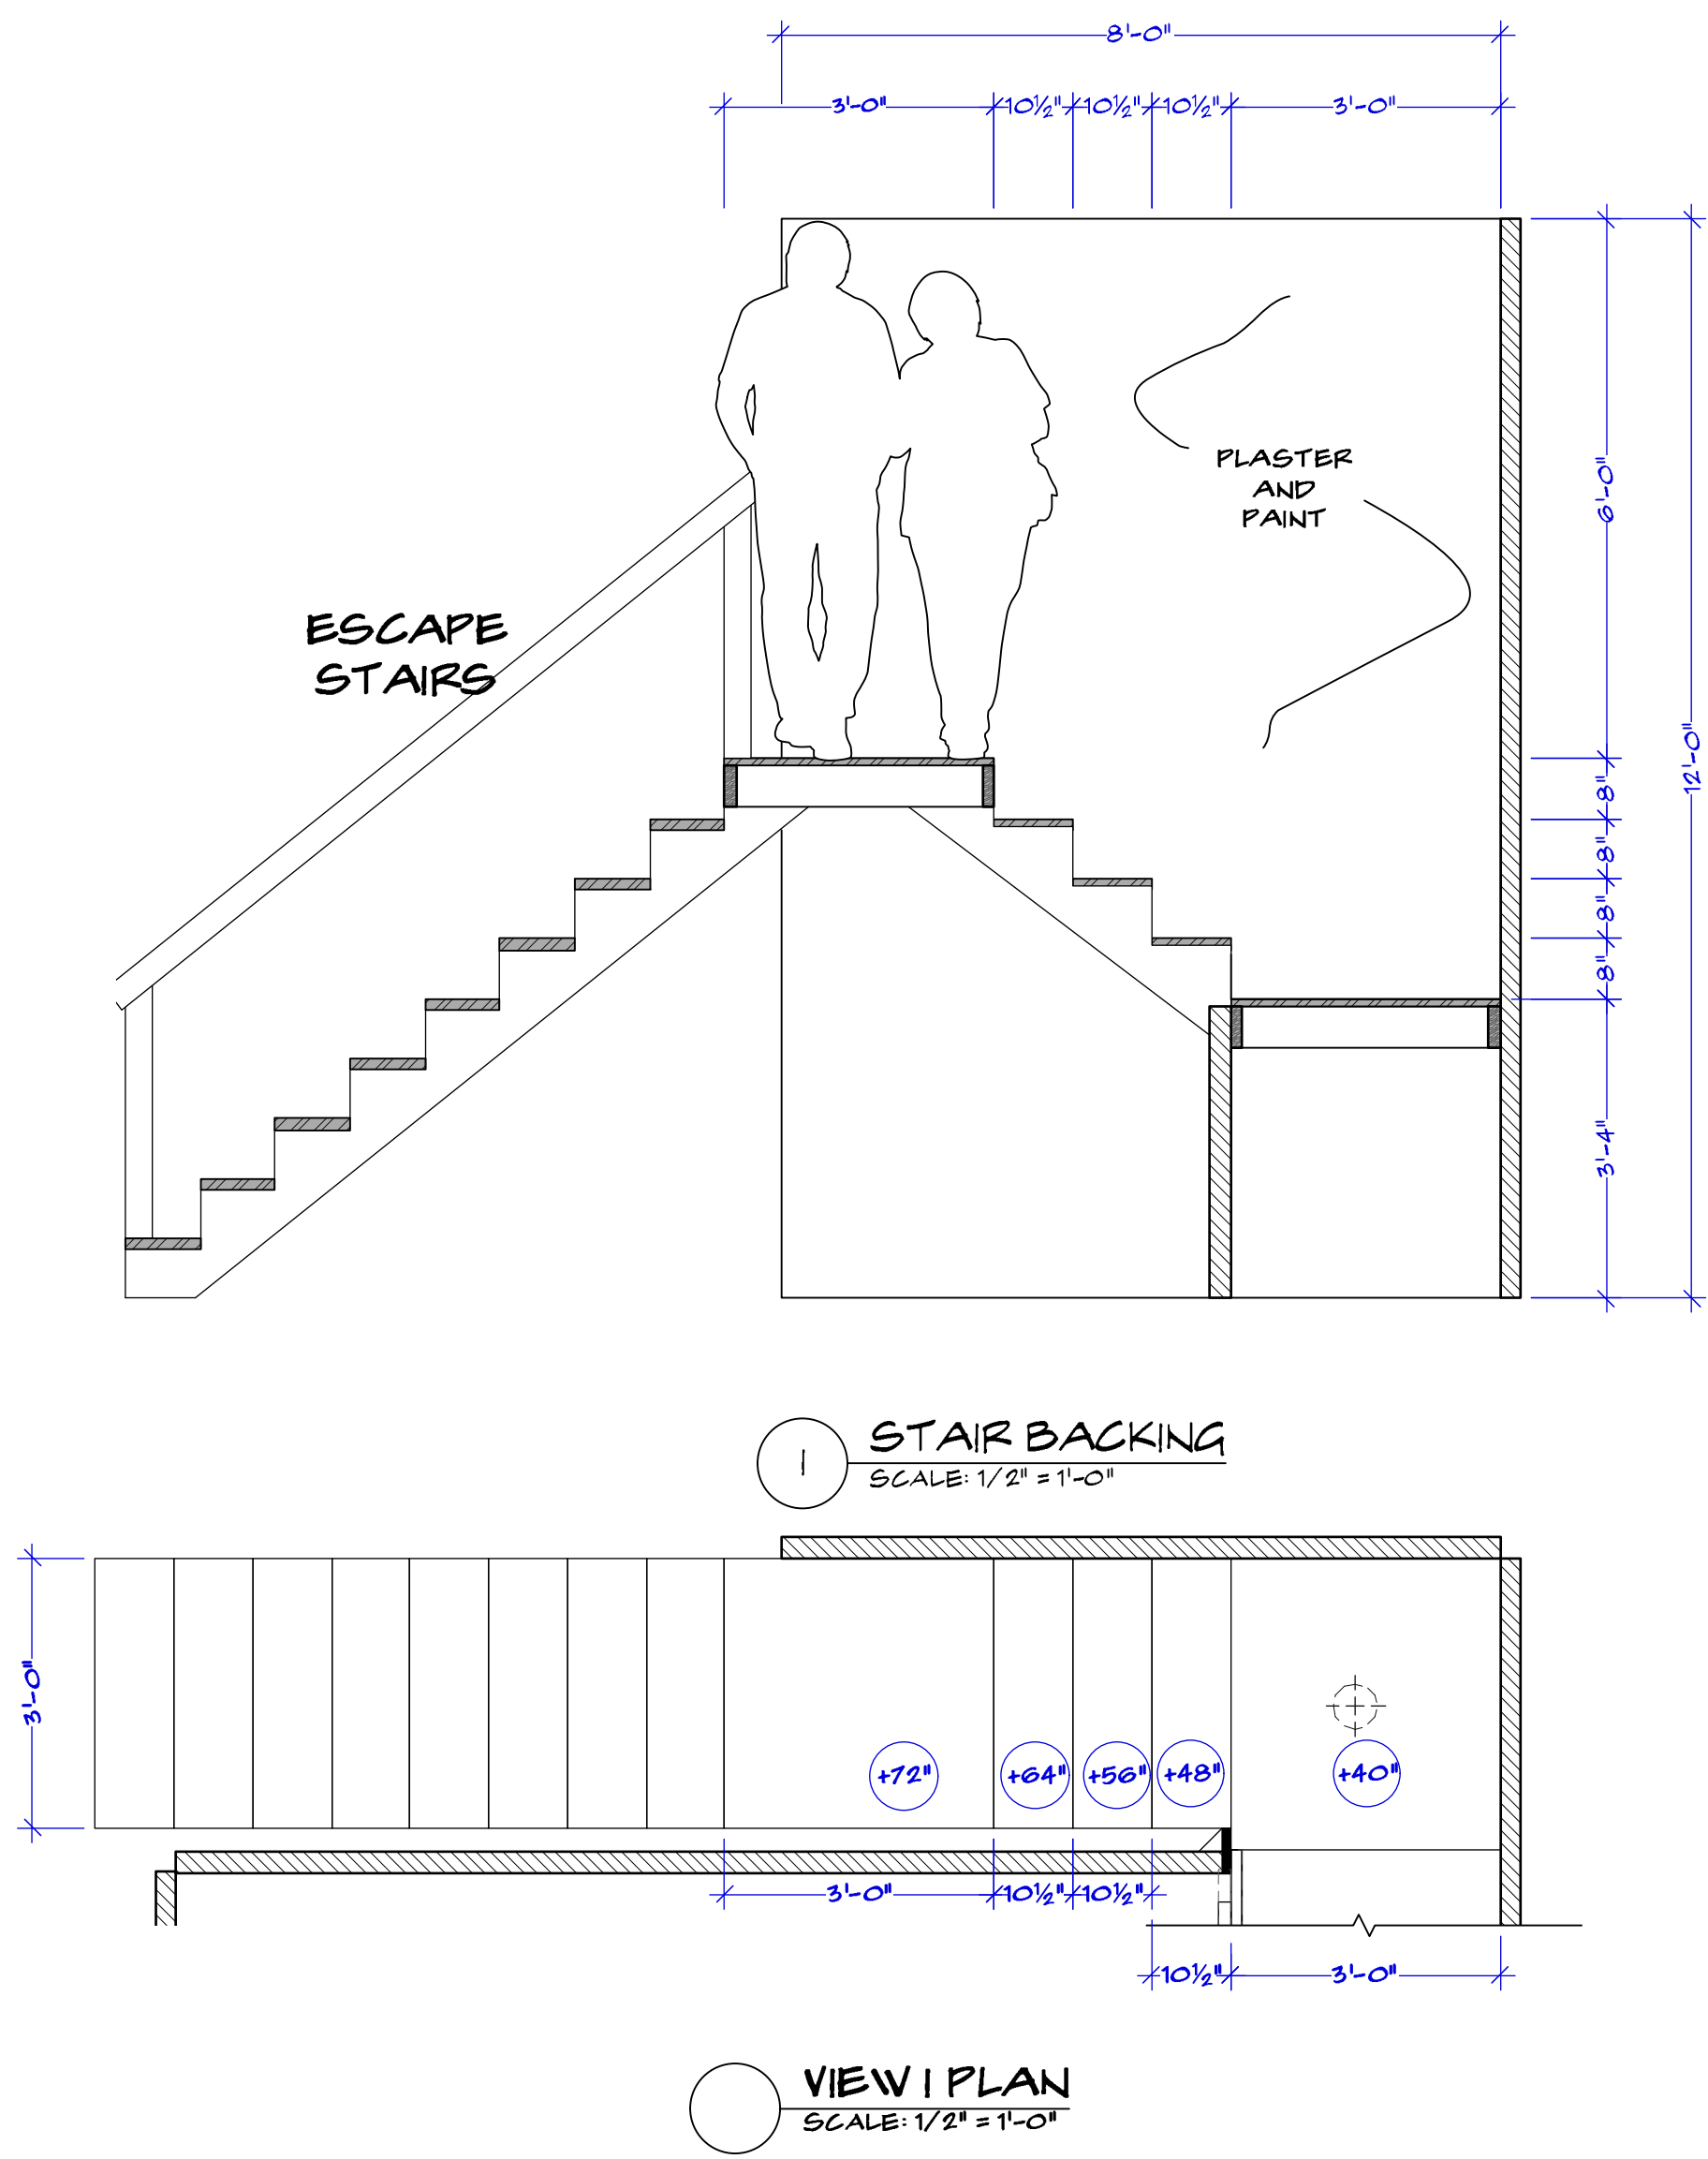 8'-0"
3'-0" 10½" 10½" 10½" 3'-0"
PLASTER
AND
PAINT
6'-0"
12'-0"
ESCAPE
STAIRS
8"
8"
8"
8"
3'-4"
1 STAIR BACKING
SCALE: 1/2" = 1'-0"
3'-0"
+72" +64" +56" +48" +40"
3'-0" 10½" 10½"
10½" 3'-0"
VIEW 1 PLAN
SCALE: 1/2" = 1'-0"